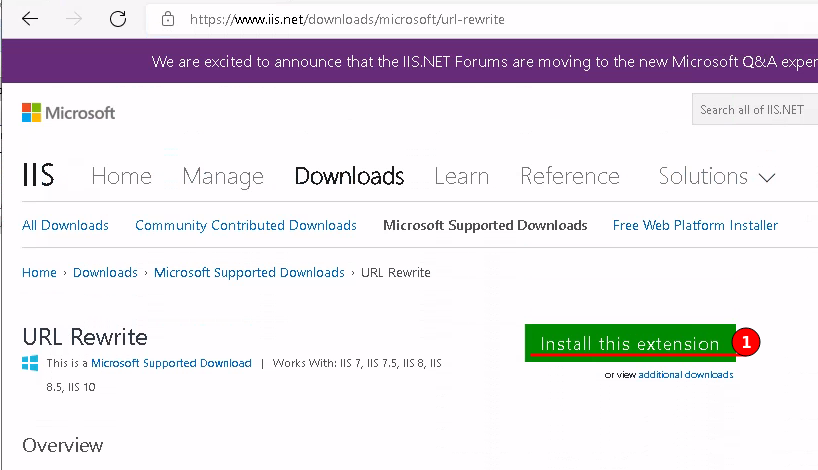 https://www.iis.net/downloads/microsoft/url-rewrite
We are excited to announce that the IIS.NET Forums are moving to the new Microsoft Q&A exper
Microsoft
Search all of IIS.NET
IIS Home Manage Downloads Learn Reference Solutions
All Downloads Community Contributed Downloads Microsoft Supported Downloads Free Web Platform Installer
Home › Downloads › Microsoft Supported Downloads › URL Rewrite
URL Rewrite
Install this extension 1
This is a Microsoft Supported Download | Works With: IIS 7, IIS 7.5, IIS 8, IIS
or view additional downloads
8.5, IIS 10
Overview